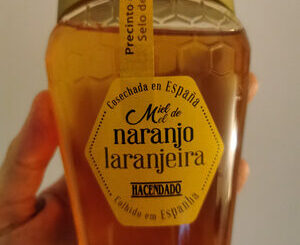 Precinto
Selo de
Cosechada en España
Miel de
Mel
naranjo
laranjeira
HACENDADO
Colhido em Espanha